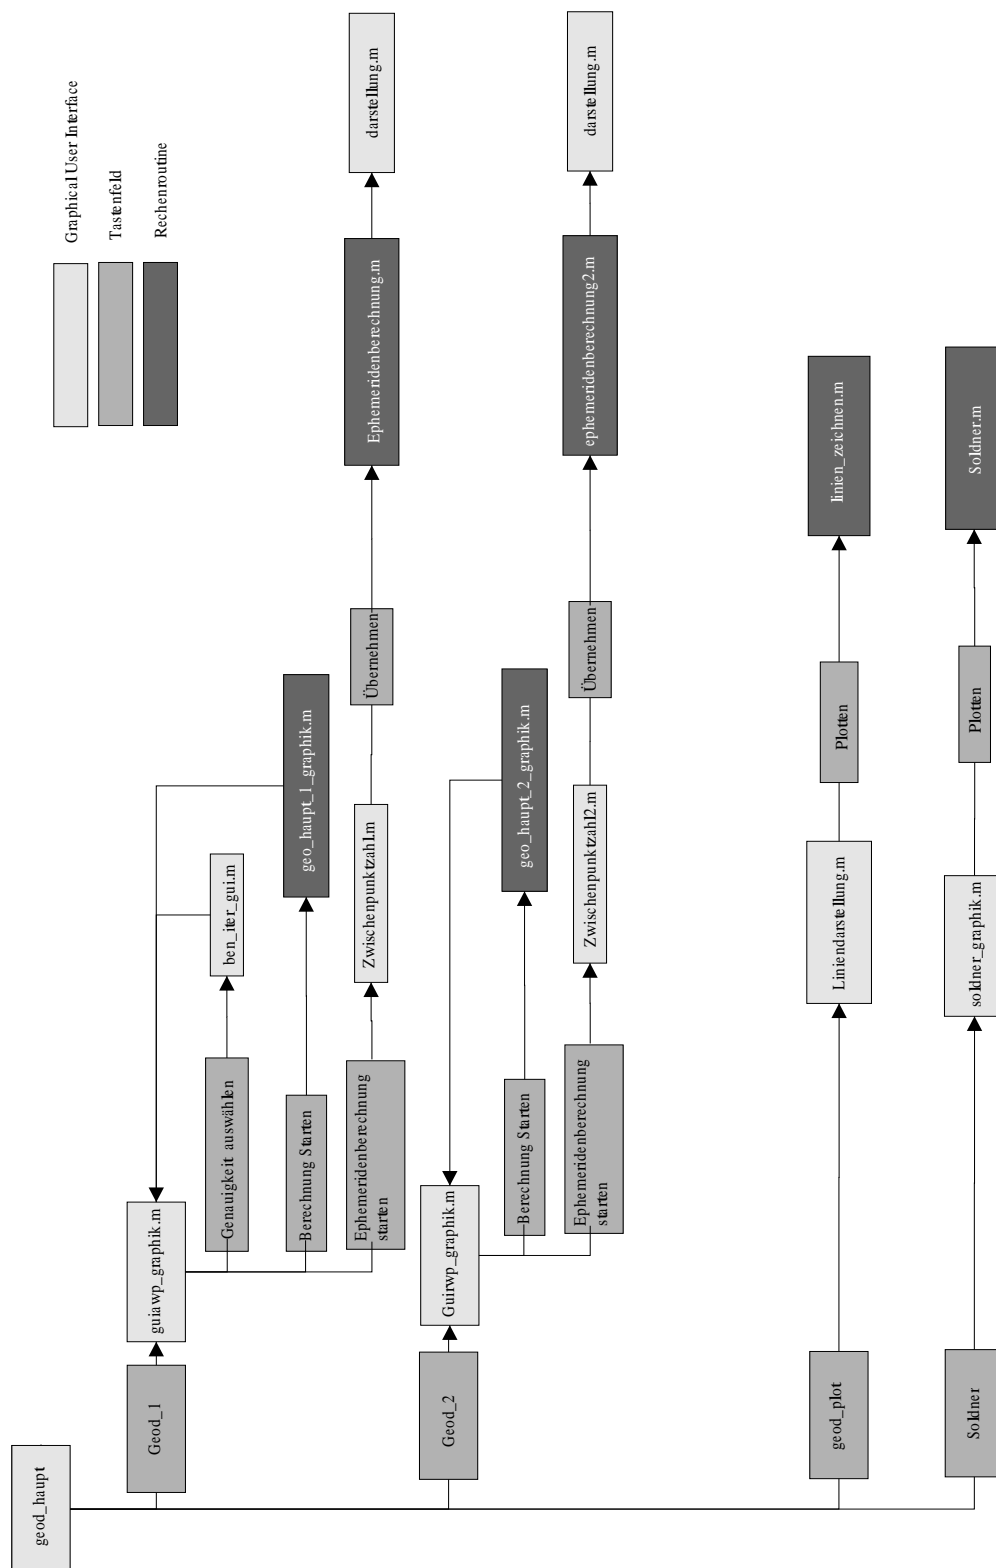 Graphical User Interface
Tastenfeld
Rechenroutine
geod_haupt
Geod_1
guiawp_graphik.m
Genauigkeit auswählen
ben_iter_gui.m
Berechnung Starten
geo_haupt_1_graphik.m
Ephemeridenberechnung
starten
Zwischenpunktzahl.m
Übernehmen
Ephemeridenberechnung.m
darstellung.m
Geod_2
Guirwp_graphik.m
Berechnung Starten
geo_haupt_2_graphik.m
Ephemeridenberechnung
starten
Zwischenpunktzahl2.m
Übernehmen
ephemeridenberechnung2.m
darstellung.m
geod_plot
Liniendarstellung.m
Plotten
linien_zeichnen.m
Soldner
soldner_graphik.m
Plotten
Soldner.m